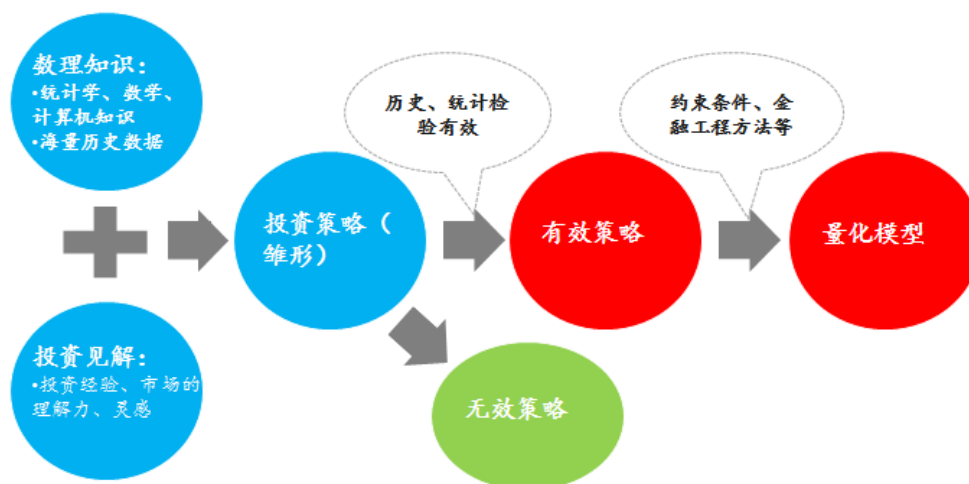 数理知识：
•统计学、数学、
计算机知识
•海量历史数据
投资见解：
•投资经验、市场的
理解力、灵感
投资策略（
雏形）
历史、统计检
验有效
有效策略
无效策略
约束条件、金
融工程方法等
量化模型